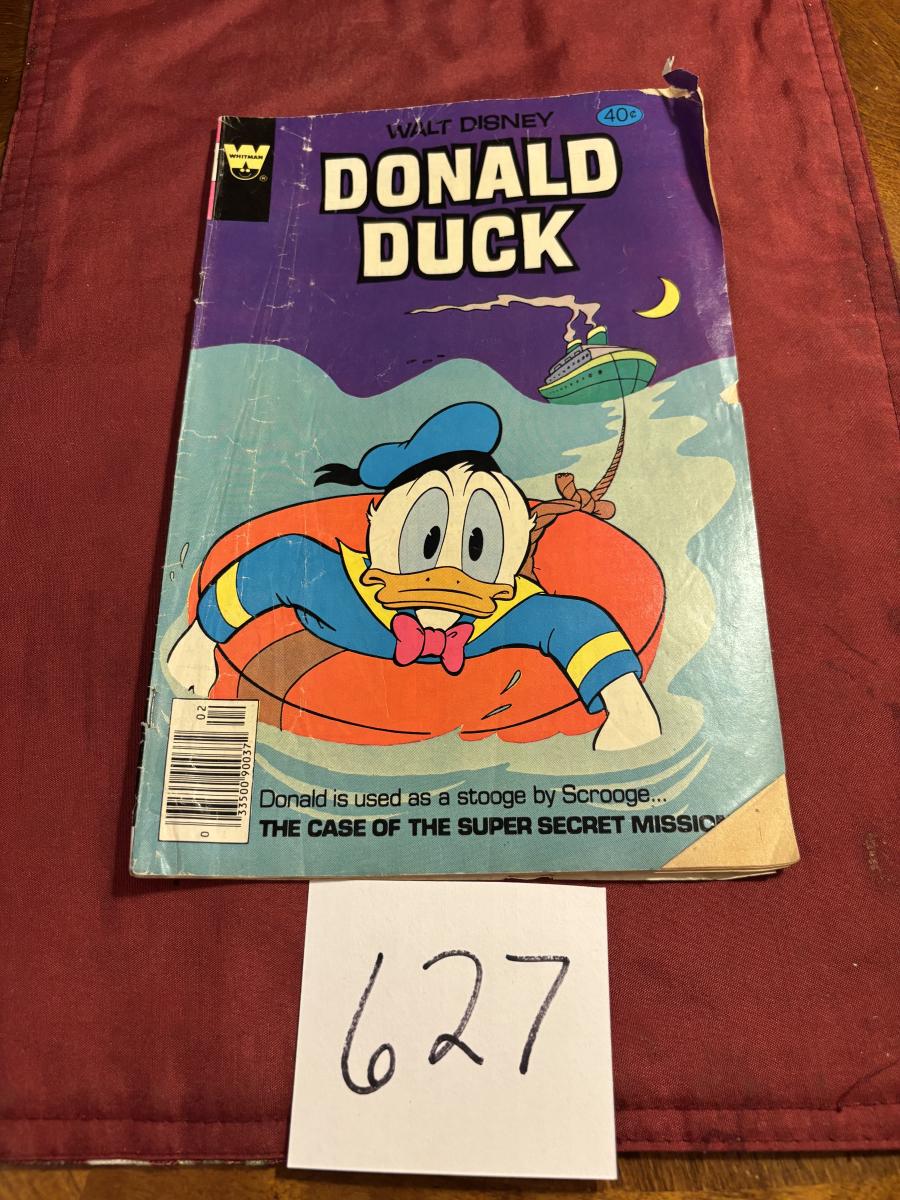 WHITMAN
®
WALT DISNEY
40¢
DONALD
DUCK
02
0
33500 90037
Donald is used as a stooge by Scrooge...
THE CASE OF THE SUPER SECRET MISSION
627